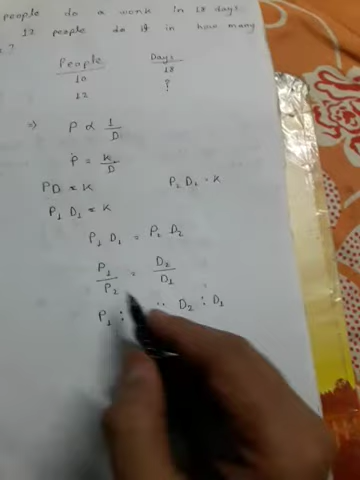 people do a work in 18 days.
12 people do it in how many
?
People Days
10 18
12 ?
⇒ P ∝ 1/D
P = K/D
PD = K P₂ D₂ = K
P₁ D₁ = K
P₁ D₁ = P₂ D₂
P₁/P₂ = D₂/D₁
P₁ : :: D₂ : D₁